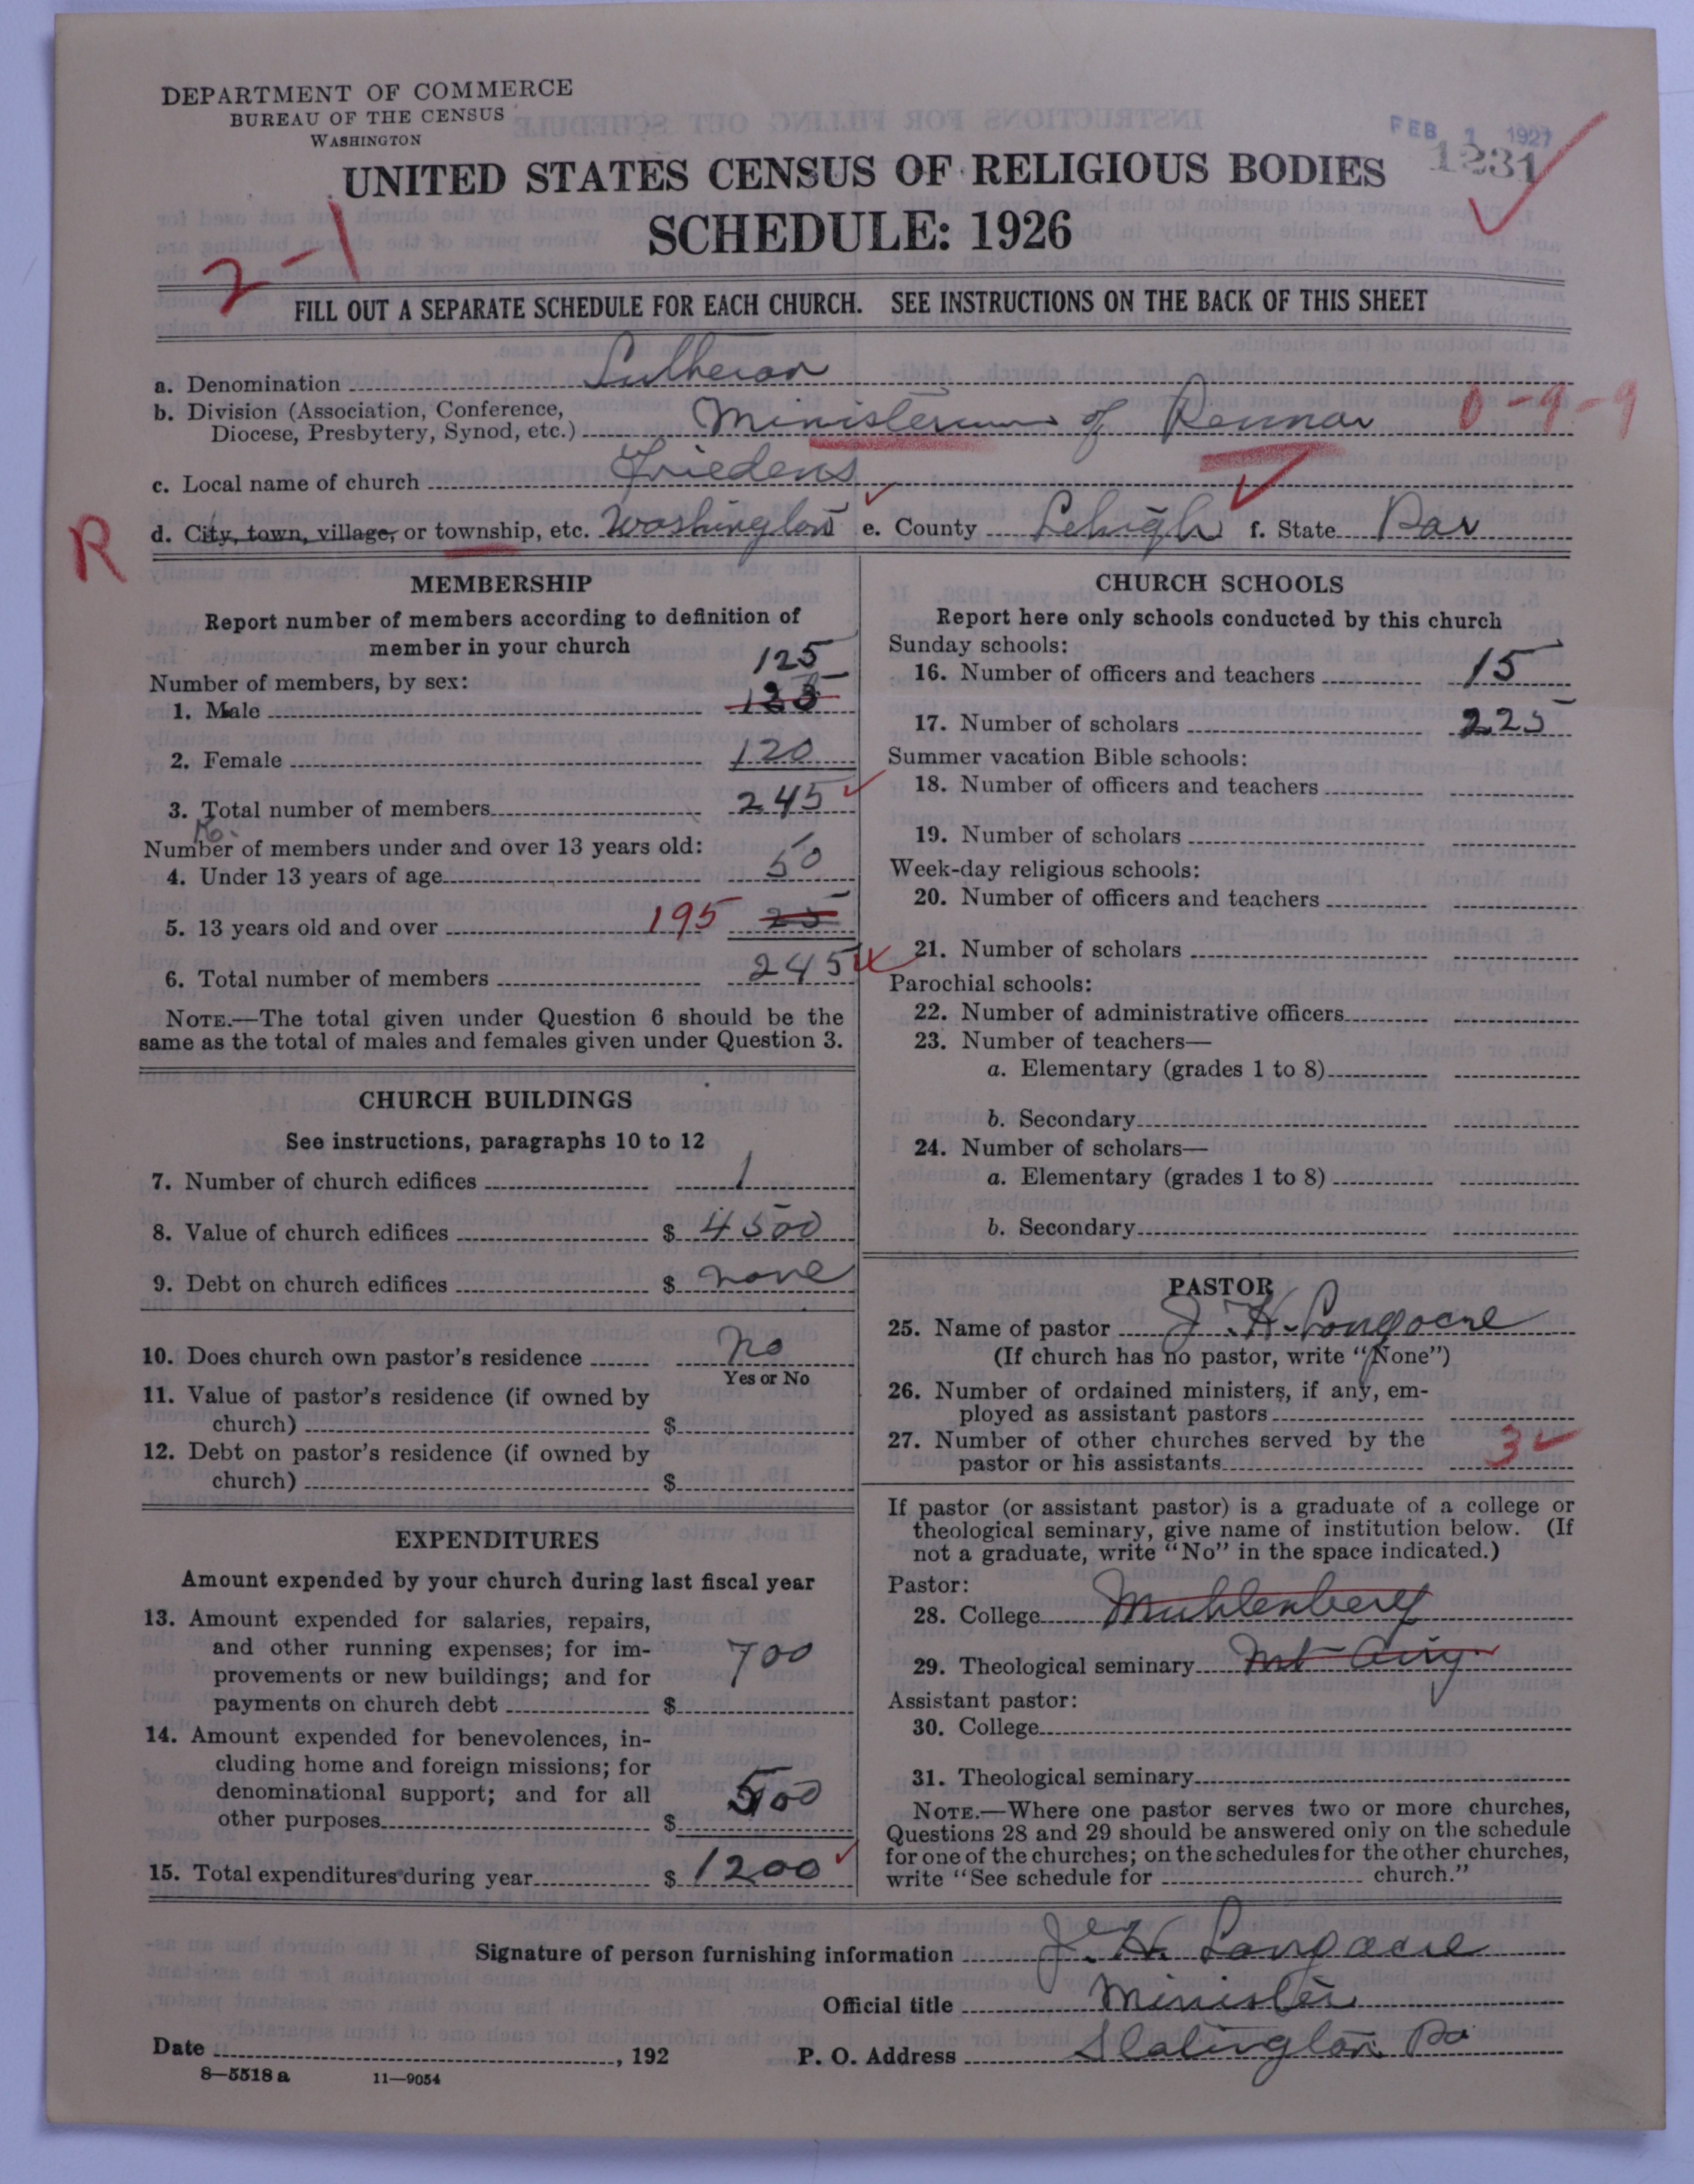 DEPARTMENT OF COMMERCE
BUREAU OF THE CENSUS
WASHINGTON
FEB 1 1927
1231
UNITED STATES CENSUS OF RELIGIOUS BODIES
SCHEDULE: 1926
2-1
FILL OUT A SEPARATE SCHEDULE FOR EACH CHURCH. SEE INSTRUCTIONS ON THE BACK OF THIS SHEET
a. Denomination Lutheran
b. Division (Association, Conference,
Diocese, Presbytery, Synod, etc.) Ministerium of Penna 0-9-9
c. Local name of church Friedens
R d. City, town, village, or township, etc. Washington e. County Lehigh f. State Pa
MEMBERSHIP
Report number of members according to definition of
member in your church
Number of members, by sex:
125
1. Male
2. Female 120
3. Total number of members 245
No.
Number of members under and over 13 years old:
4. Under 13 years of age 50
5. 13 years old and over 195 25
6. Total number of members 245
NOTE.—The total given under Question 6 should be the
same as the total of males and females given under Question 3.
CHURCH BUILDINGS
See instructions, paragraphs 10 to 12
7. Number of church edifices 1
8. Value of church edifices $ 4500
9. Debt on church edifices $ none
10. Does church own pastor's residence no
Yes or No
11. Value of pastor's residence (if owned by
church) $
12. Debt on pastor's residence (if owned by
church) $
EXPENDITURES
Amount expended by your church during last fiscal year
13. Amount expended for salaries, repairs,
and other running expenses; for im-
provements or new buildings; and for
payments on church debt $ 700
14. Amount expended for benevolences, in-
cluding home and foreign missions; for
denominational support; and for all
other purposes $ 500
15. Total expenditures during year $ 1200
CHURCH SCHOOLS
Report here only schools conducted by this church
Sunday schools:
16. Number of officers and teachers 15
17. Number of scholars 225
Summer vacation Bible schools:
18. Number of officers and teachers
19. Number of scholars
Week-day religious schools:
20. Number of officers and teachers
21. Number of scholars
Parochial schools:
22. Number of administrative officers
23. Number of teachers—
a. Elementary (grades 1 to 8)
b. Secondary
24. Number of scholars—
a. Elementary (grades 1 to 8)
b. Secondary
PASTOR
25. Name of pastor J. H. Longacre
(If church has no pastor, write "None")
26. Number of ordained ministers, if any, em-
ployed as assistant pastors
27. Number of other churches served by the
pastor or his assistants 3
If pastor (or assistant pastor) is a graduate of a college or
theological seminary, give name of institution below. (If
not a graduate, write "No" in the space indicated.)
Pastor:
28. College Muhlenberg
29. Theological seminary Mt Airy
Assistant pastor:
30. College
31. Theological seminary
NOTE.—Where one pastor serves two or more churches,
Questions 28 and 29 should be answered only on the schedule
for one of the churches; on the schedules for the other churches,
write "See schedule for church."
Signature of person furnishing information J. H. Longacre
Official title Minister
Date , 192 P. O. Address Slatington Pa
8—5518 a 11—9054